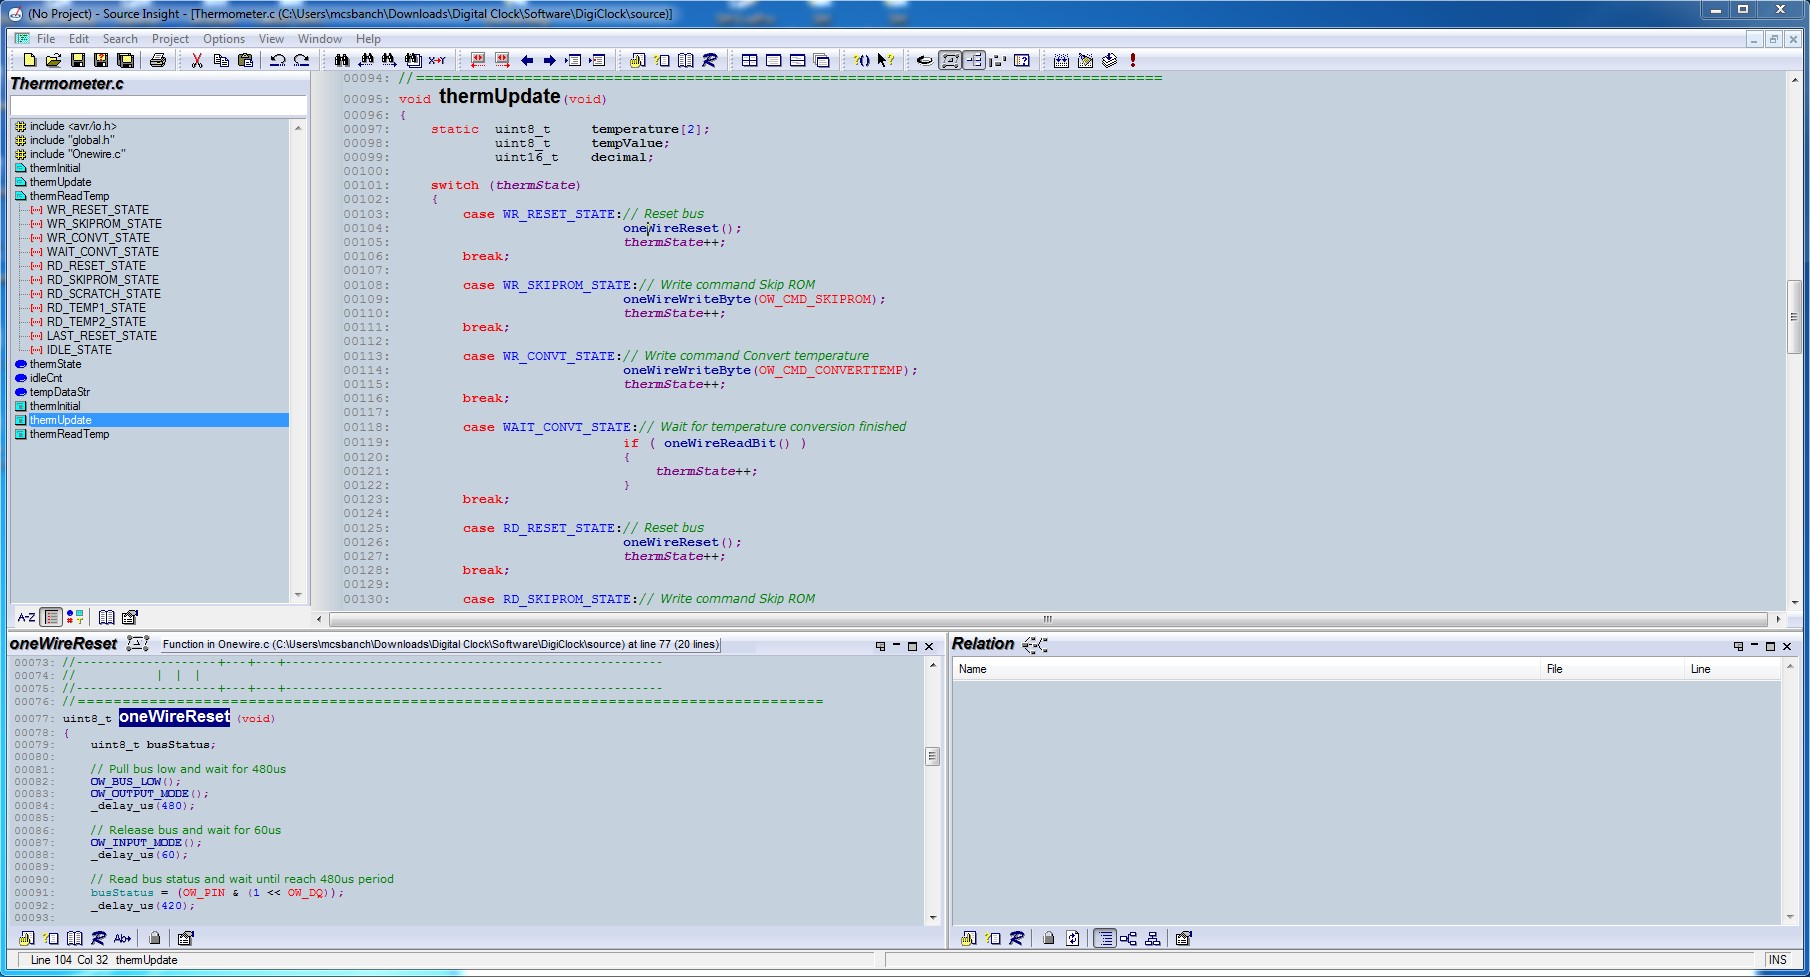 (No Project) - Source Insight - [Thermometer.c (C:\Users\mcsbanch\Downloads\Digital Clock\Software\DigiClock\source)]
File Edit Search Project Options View Window Help
Thermometer.c
include <avr/io.h>
include "global.h"
include "Onewire.c"
thermInitial
thermUpdate
thermReadTemp
WR_RESET_STATE
WR_SKIPROM_STATE
WR_CONVT_STATE
WAIT_CONVT_STATE
RD_RESET_STATE
RD_SKIPROM_STATE
RD_SCRATCH_STATE
RD_TEMP1_STATE
RD_TEMP2_STATE
LAST_RESET_STATE
IDLE_STATE
thermState
idleCnt
tempDataStr
thermInitial
thermUpdate
thermReadTemp
A-Z
00094: //==============================================================================================
00095: void thermUpdate(void)
00096: {
00097: static uint8_t temperature[2];
00098: uint8_t tempValue;
00099: uint16_t decimal;
00100:
00101: switch (thermState)
00102: {
00103: case WR_RESET_STATE:// Reset bus
00104: oneWireReset();
00105: thermState++;
00106: break;
00107:
00108: case WR_SKIPROM_STATE:// Write command Skip ROM
00109: oneWireWriteByte(OW_CMD_SKIPROM);
00110: thermState++;
00111: break;
00112:
00113: case WR_CONVT_STATE:// Write command Convert temperature
00114: oneWireWriteByte(OW_CMD_CONVERTTEMP);
00115: thermState++;
00116: break;
00117:
00118: case WAIT_CONVT_STATE:// Wait for temperature conversion finished
00119: if ( oneWireReadBit() )
00120: {
00121: thermState++;
00122: }
00123: break;
00124:
00125: case RD_RESET_STATE:// Reset bus
00126: oneWireReset();
00127: thermState++;
00128: break;
00129:
00130: case RD_SKIPROM_STATE:// Write command Skip ROM
oneWireReset Function in Onewire.c (C:\Users\mcsbanch\Downloads\Digital Clock\Software\DigiClock\source) at line 77 (20 lines)
00073: //--------------------+---+---+------------------------------------------------------
00074: // | | |
00075: //--------------------+---+---+------------------------------------------------------
00076: //===================================================================================
00077: uint8_t oneWireReset (void)
00078: {
00079: uint8_t busStatus;
00080:
00081: // Pull bus low and wait for 480us
00082: OW_BUS_LOW();
00083: OW_OUTPUT_MODE();
00084: _delay_us(480);
00085:
00086: // Release bus and wait for 60us
00087: OW_INPUT_MODE();
00088: _delay_us(60);
00089:
00090: // Read bus status and wait until reach 480us period
00091: busStatus = (OW_PIN & (1 << OW_DQ));
00092: _delay_us(420);
00093:
Relation
Name File Line
Line 104 Col 32 thermUpdate
INS